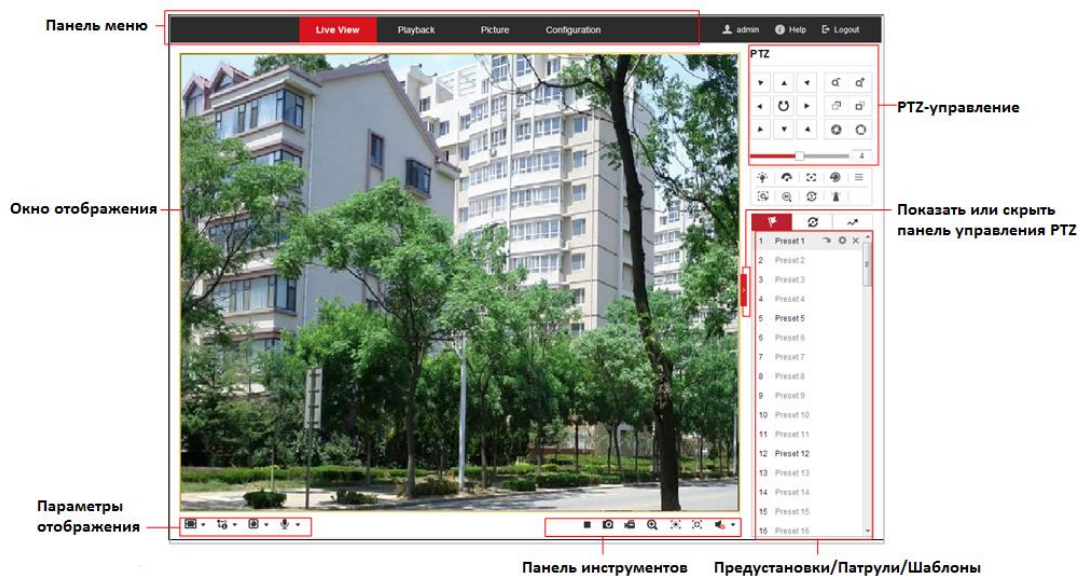 Панель меню
Live View Playback Picture Configuration admin Help Logout
PTZ
PTZ-управление
4
Окно отображения
Показать или скрыть
панель управления PTZ
1 Preset 1
2 Preset 2
3 Preset 3
4 Preset 4
5 Preset 5
6 Preset 6
7 Preset 7
8 Preset 8
9 Preset 9
10 Preset 10
11 Preset 11
12 Preset 12
13 Preset 13
14 Preset 14
15 Preset 15
16 Preset 16
Параметры
отображения
Панель инструментов
Предустановки/Патрули/Шаблоны